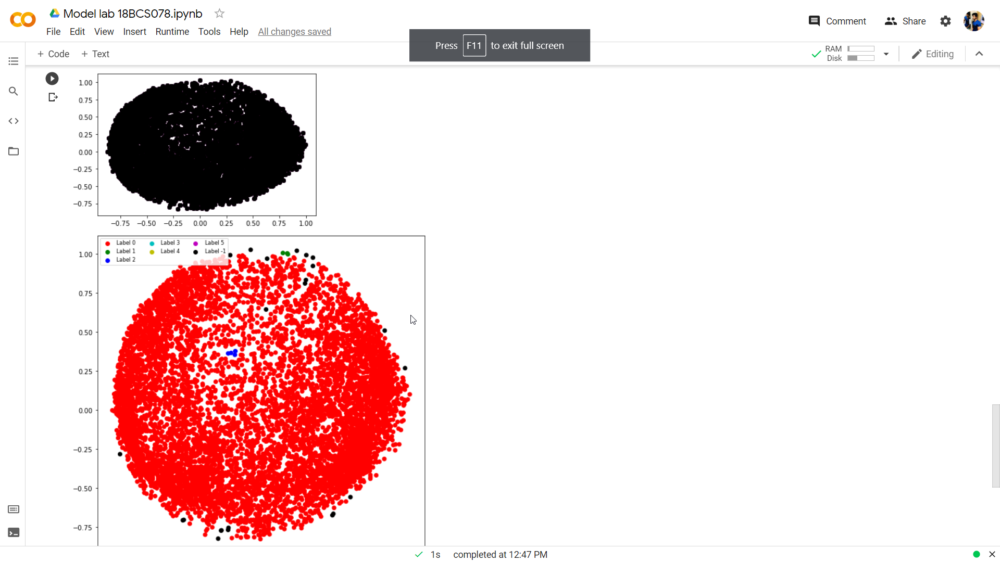 Model lab 18BCS078.ipynb
File Edit View Insert Runtime Tools Help All changes saved
Comment Share
Press F11 to exit full screen
+ Code + Text
RAM
Disk
Editing
1.00
0.75
0.50
0.25
0.00
−0.25
−0.50
−0.75
−0.75 −0.50 −0.25 0.00 0.25 0.50 0.75 1.00
Label 0 Label 3 Label 5
Label 1 Label 4 Label -1
Label 2
1.00
0.75
0.50
0.25
0.00
−0.25
−0.50
−0.75
1s completed at 12:47 PM